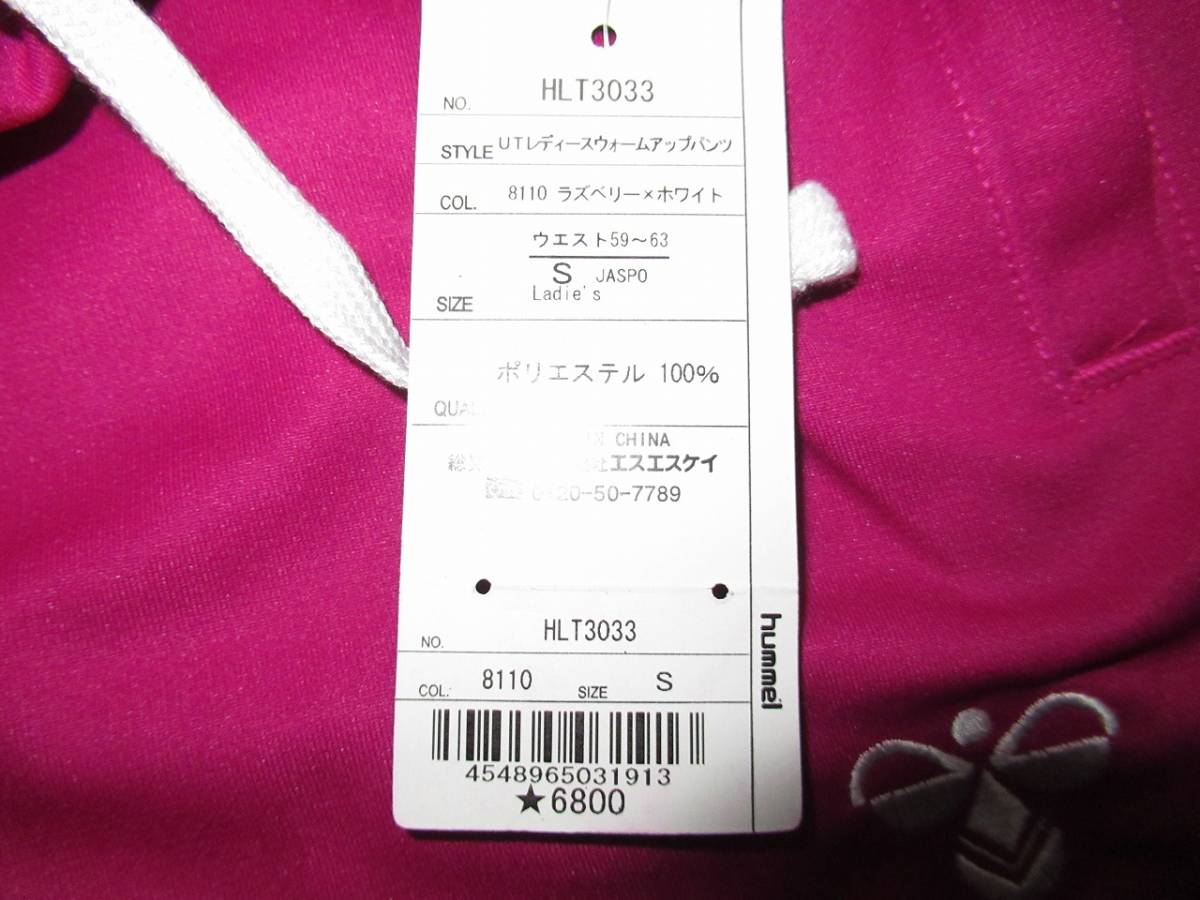 NO. HLT3033
STYLE UTレディースウォームアップパンツ
COL. 8110 ラズベリー×ホワイト
ウエスト59~63
S JASPO
Ladie's
SIZE
ポリエステル 100%
CHINA
エスエスケイ
20-50-7789
NO. HLT3033
COL. 8110 SIZE S
4548965031913
★6800
hummel